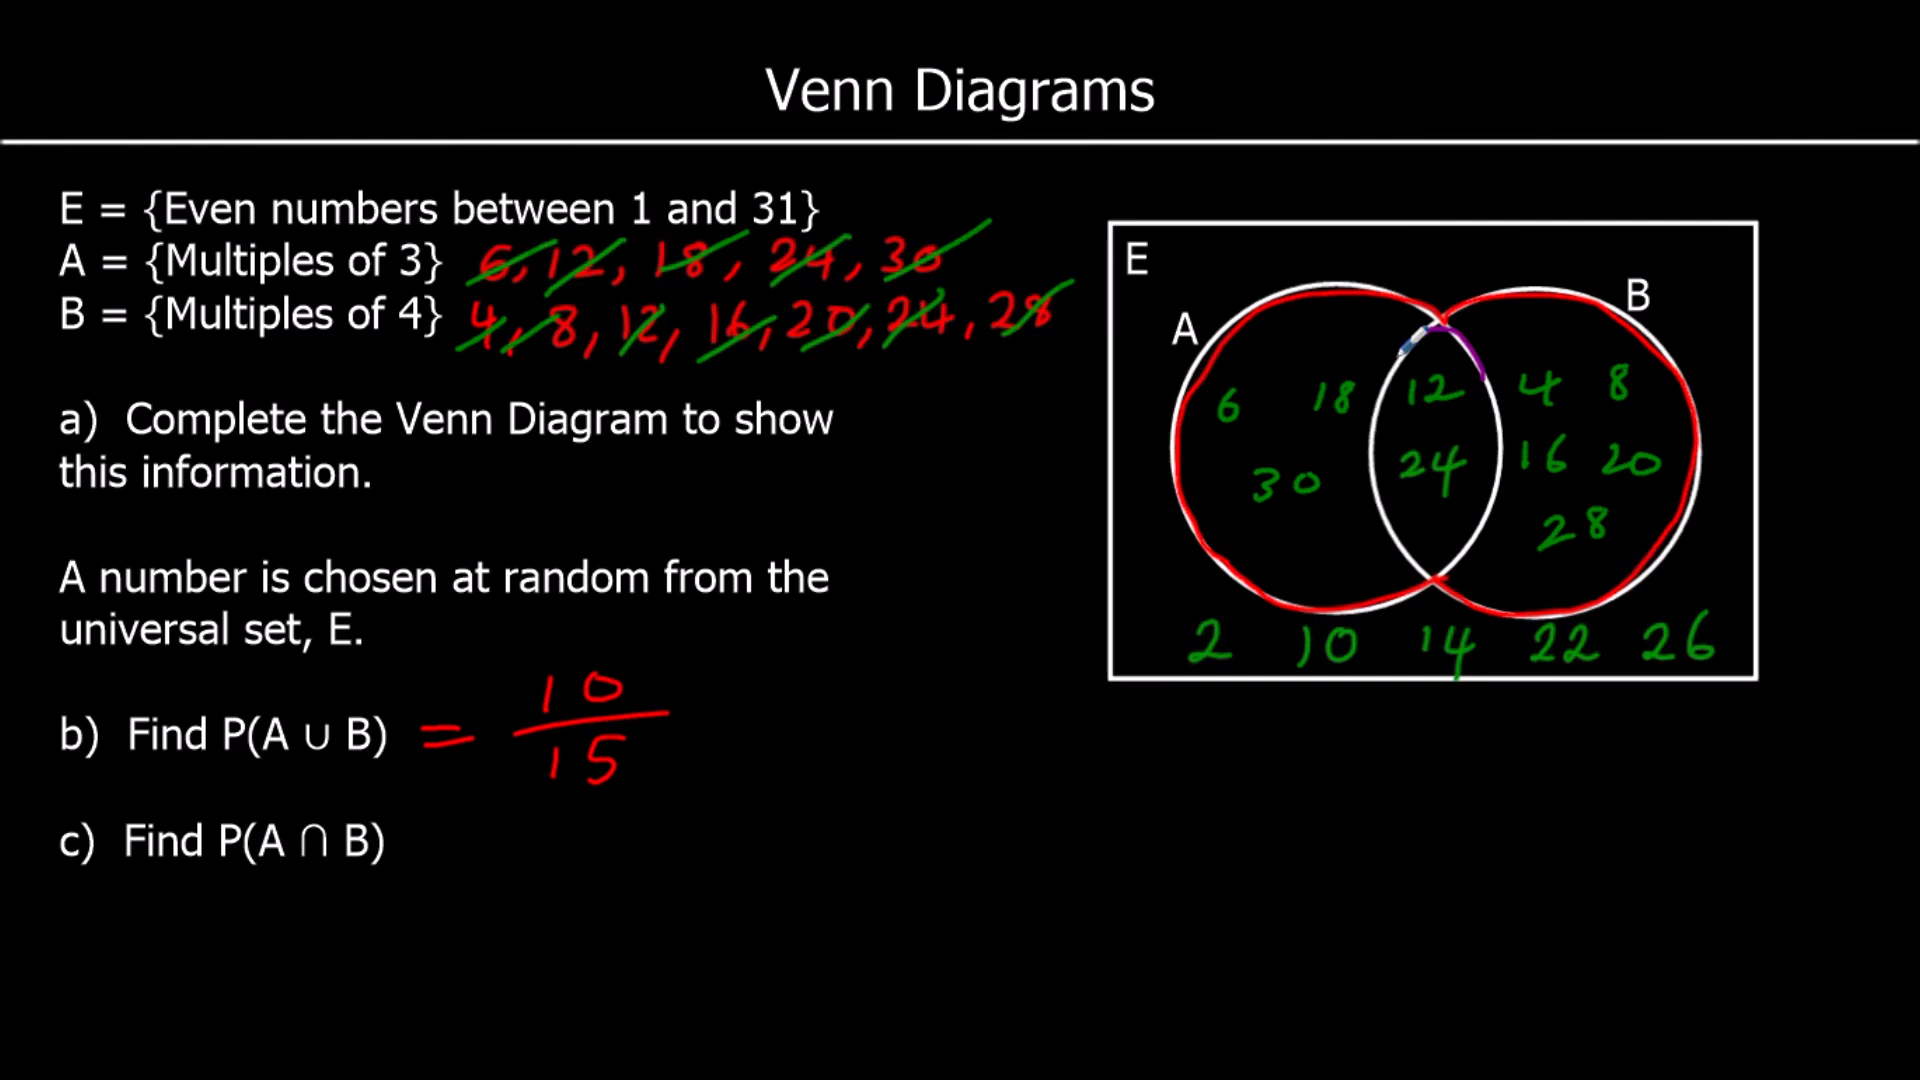 Venn Diagrams
E = {Even numbers between 1 and 31}
A = {Multiples of 3} 6, 12, 18, 24, 30
B = {Multiples of 4} 4, 8, 12, 16, 20, 24, 28
a) Complete the Venn Diagram to show
this information.
A number is chosen at random from the
universal set, E.
b) Find P(A ∪ B) = 10/15
c) Find P(A ∩ B)
E
A B
6 18 12 4 8
30 24 16 20
28
2 10 14 22 26